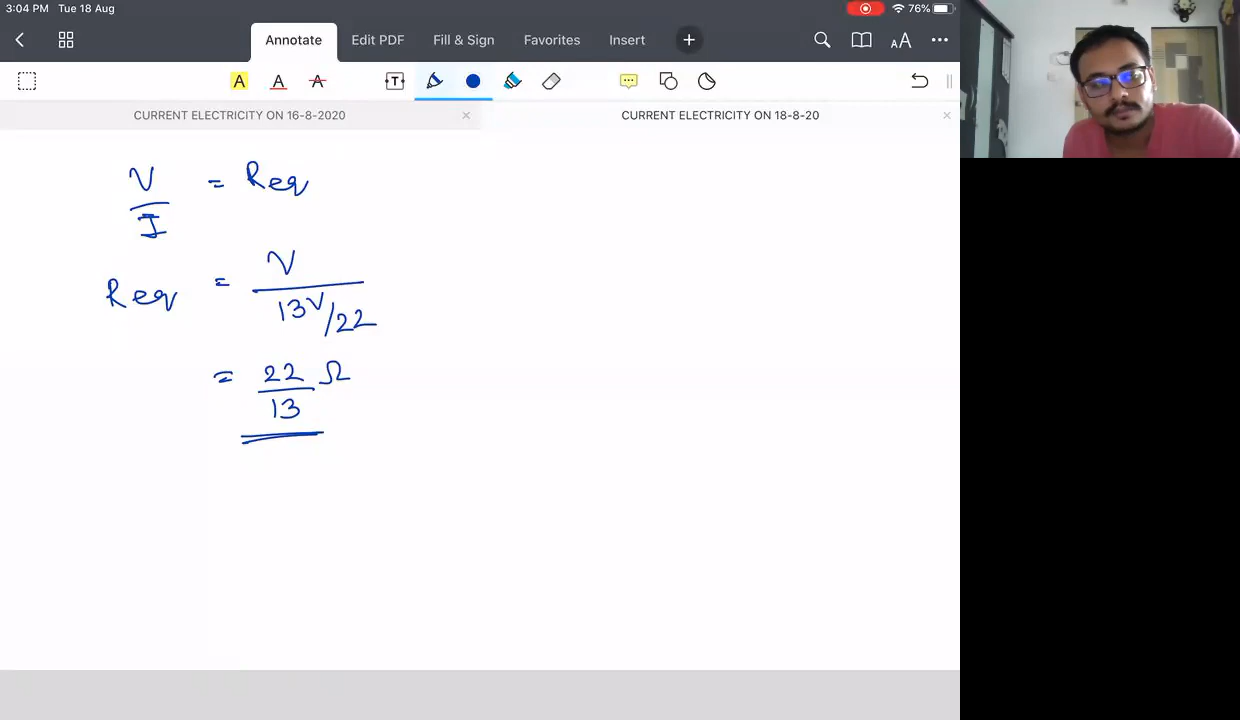 3:04 PM Tue 18 Aug 76%
Annotate Edit PDF Fill & Sign Favorites Insert +
A A A T
CURRENT ELECTRICITY ON 16-8-2020 × CURRENT ELECTRICITY ON 18-8-20 ×
V/I = Req
Req = V/(13V/22)
= 22/13 Ω